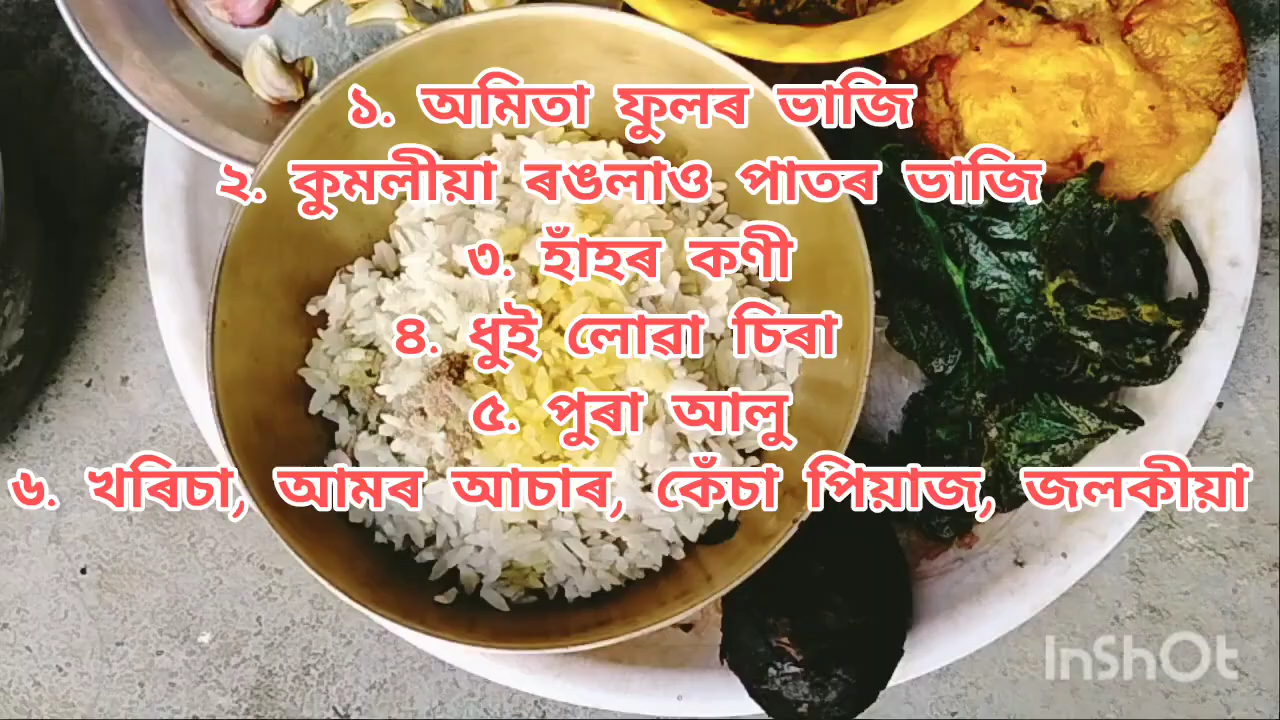 ১. অমিতা ফুলৰ ভাজি
২. কুমলীয়া ৰঙলাও পাতৰ ভাজি
৩. হাঁহৰ কণী
৪. ধুই লোৱা চিৰা
৫. পুৰা আলু
৬. খৰিচা, আমৰ আচাৰ, কেঁচা পিয়াজ, জলকীয়া
InShOt